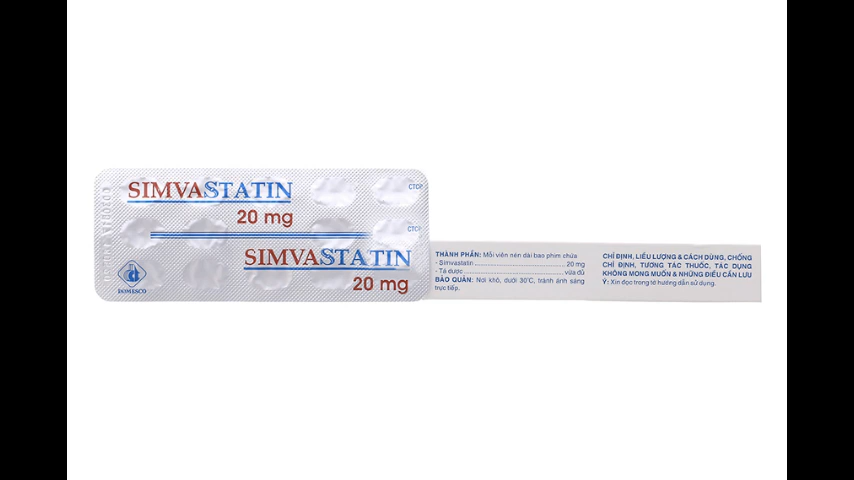 SIMVASTATIN
20 mg
CTCP
CTCP
SIMVASTATIN
20 mg
DOMESCO
THÀNH PHẦN: Mỗi viên nén dài bao phim chứa
- Simvastatin ........................................ 20 mg
- Tá dược ............................................. vừa đủ
BẢO QUẢN: Nơi khô, dưới 30°C, tránh ánh sáng
trực tiếp.
CHỈ ĐỊNH, LIỀU LƯỢNG & CÁCH DÙNG, CHỐNG
CHỈ ĐỊNH, TƯƠNG TÁC THUỐC, TÁC DỤNG
KHÔNG MONG MUỐN & NHỮNG ĐIỀU CẦN LƯU
Ý: Xin đọc trong tờ hướng dẫn sử dụng.